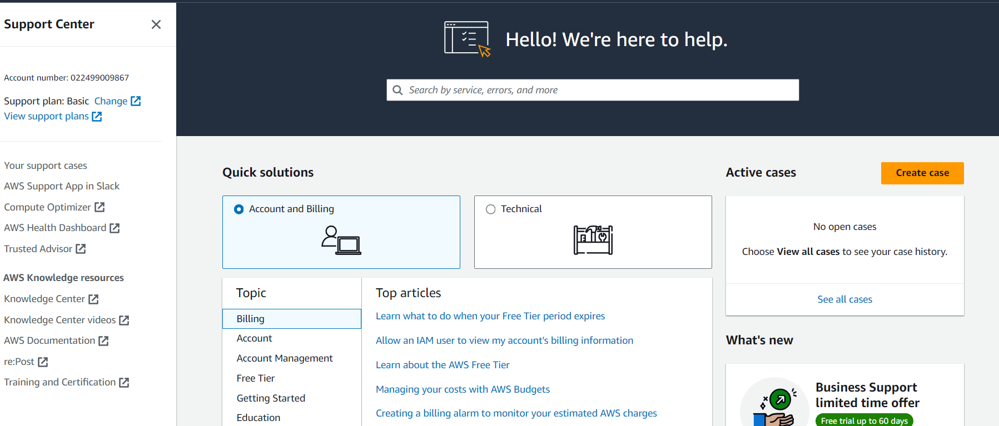 Support Center
Account number: 022499009867
Support plan: Basic Change
View support plans
Your support cases
AWS Support App in Slack
Compute Optimizer
AWS Health Dashboard
Trusted Advisor
AWS Knowledge resources
Knowledge Center
Knowledge Center videos
AWS Documentation
re:Post
Training and Certification
Hello! We're here to help.
Search by service, errors, and more
Quick solutions
Account and Billing
Technical
Topic
Billing
Account
Account Management
Free Tier
Getting Started
Education
Top articles
Learn what to do when your Free Tier period expires
Allow an IAM user to view my account's billing information
Learn about the AWS Free Tier
Managing your costs with AWS Budgets
Creating a billing alarm to monitor your estimated AWS charges
Active cases
Create case
No open cases
Choose View all cases to see your case history.
See all cases
What's new
Business Support
limited time offer
Free trial up to 60 days